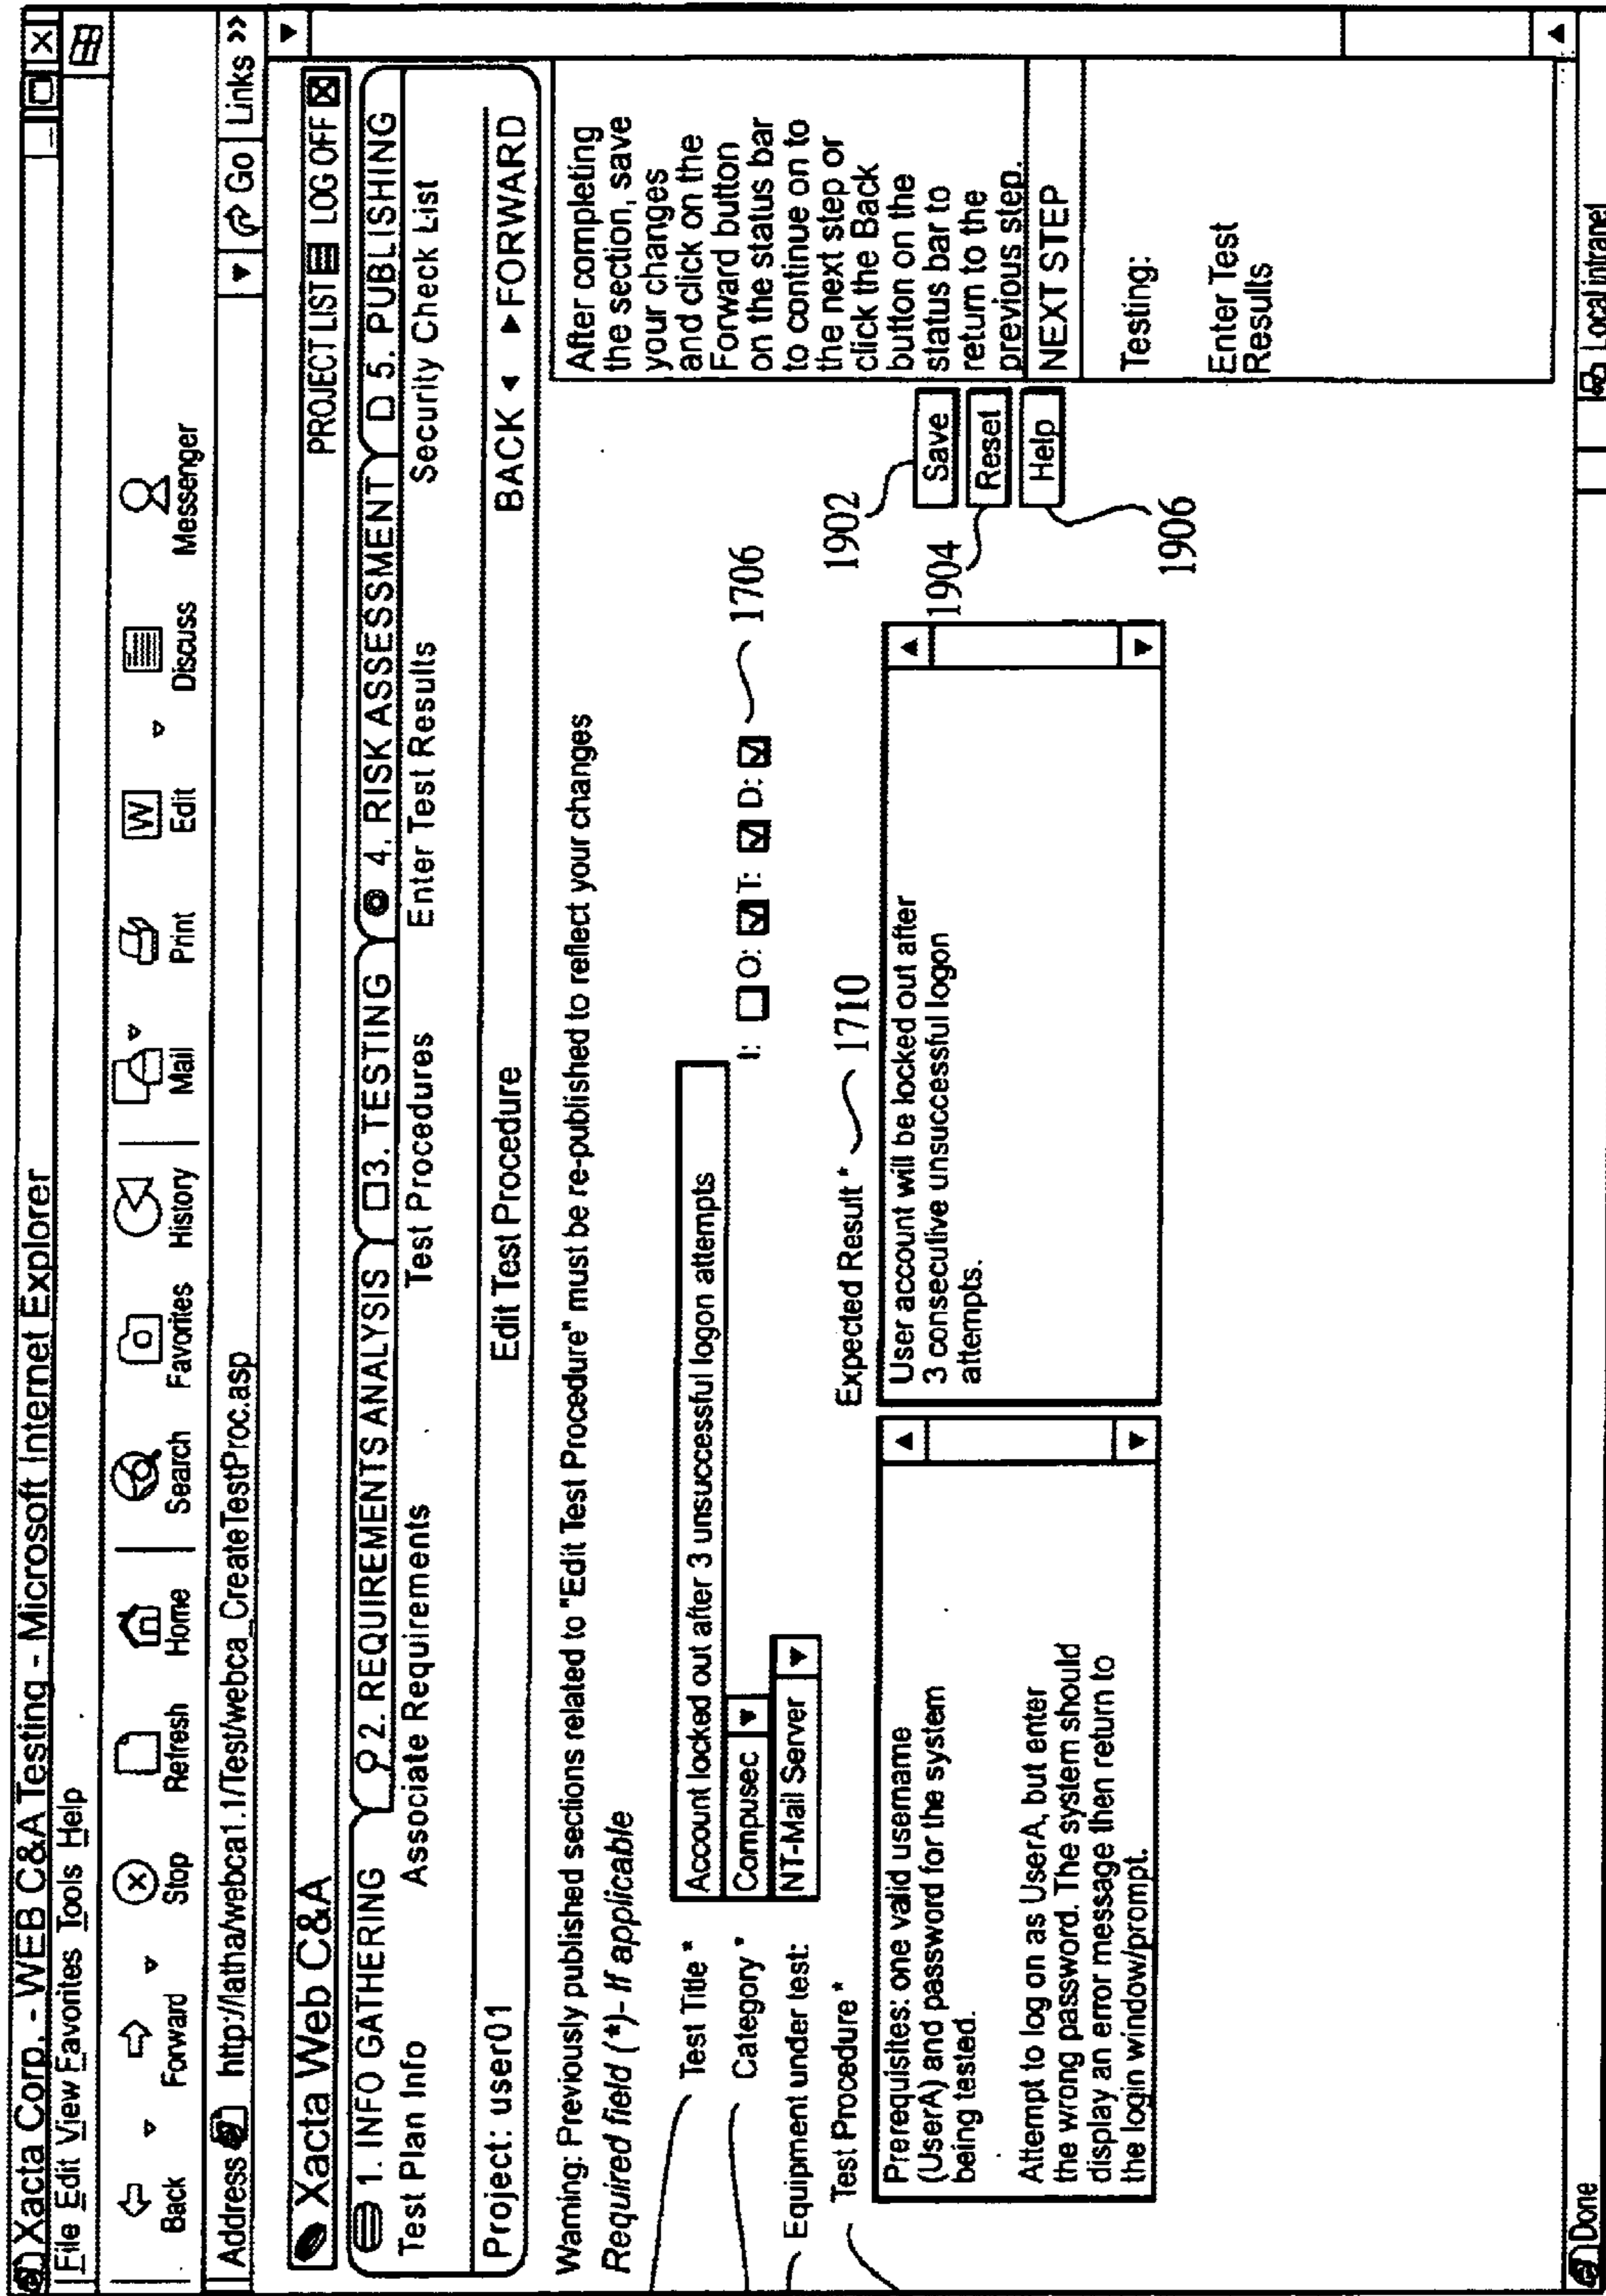 Xacta Corp. - WEB C&A Testing - Microsoft Internet Explorer
File Edit View Favorites Tools Help
Back Forward Stop Refresh Home Search Favorites History Mail Print Edit Discuss Messenger
Address http://latha/webca1.1/Test/webca_CreateTestProc.asp Go Links >>
Xacta Web C&A PROJECT LIST LOG OFF
1. INFO GATHERING 2. REQUIREMENTS ANALYSIS 3. TESTING 4. RISK ASSESSMENT 5. PUBLISHING
Test Plan Info Associate Requirements Test Procedures Enter Test Results Security Check List
Project: user01 Edit Test Procedure BACK FORWARD
Warning: Previously published sections related to "Edit Test Procedure" must be re-published to reflect your changes
Required field (*)- If applicable
Test Title * Account locked out after 3 unsuccessful logon attempts
Category * Compusec I: O: T: D: 1706
Equipment under test: NT-Mail Server
Test Procedure *
Prerequisites: one valid username
(UserA) and password for the system
being tested.
Attempt to log on as UserA, but enter
the wrong password. The system should
display an error message then return to
the login window/prompt.
Expected Result * 1710
User account will be locked out after
3 consecutive unsuccessful logon
attempts.
1902 Save
1904 Reset
1906 Help
After completing
the section, save
your changes
and click on the
Forward button
on the status bar
to continue on to
the next step or
click the Back
button on the
status bar to
return to the
previous step.
NEXT STEP
Testing:
Enter Test
Results
Done Local intranet